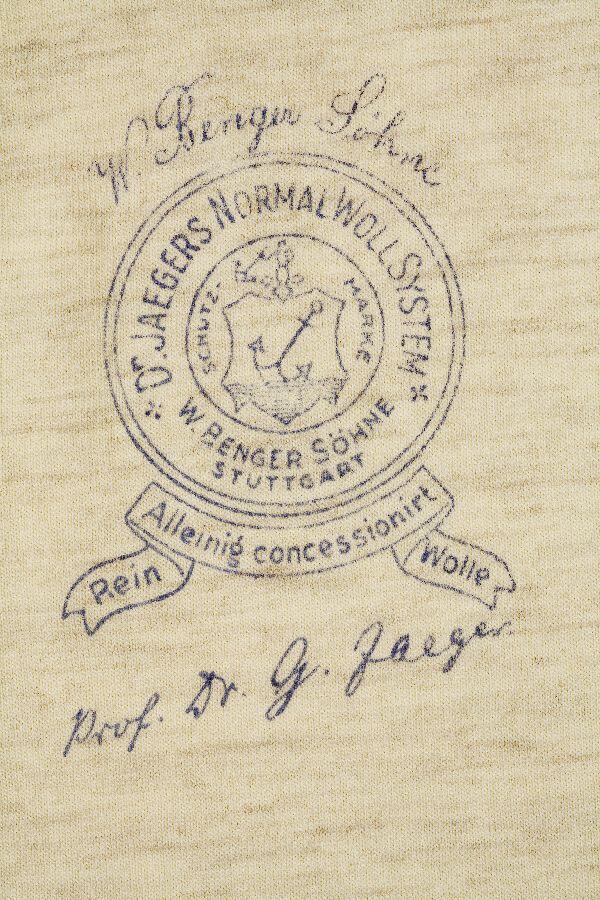 W. Benger Söhne
Dr. JAEGERS NORMALWOLLSYSTEM
SCHUTZ-MARKE
W. BENGER SÖHNE
STUTTGART
Alleinig concessionirt
Rein Wolle
Prof. Dr. G. Jaeger.